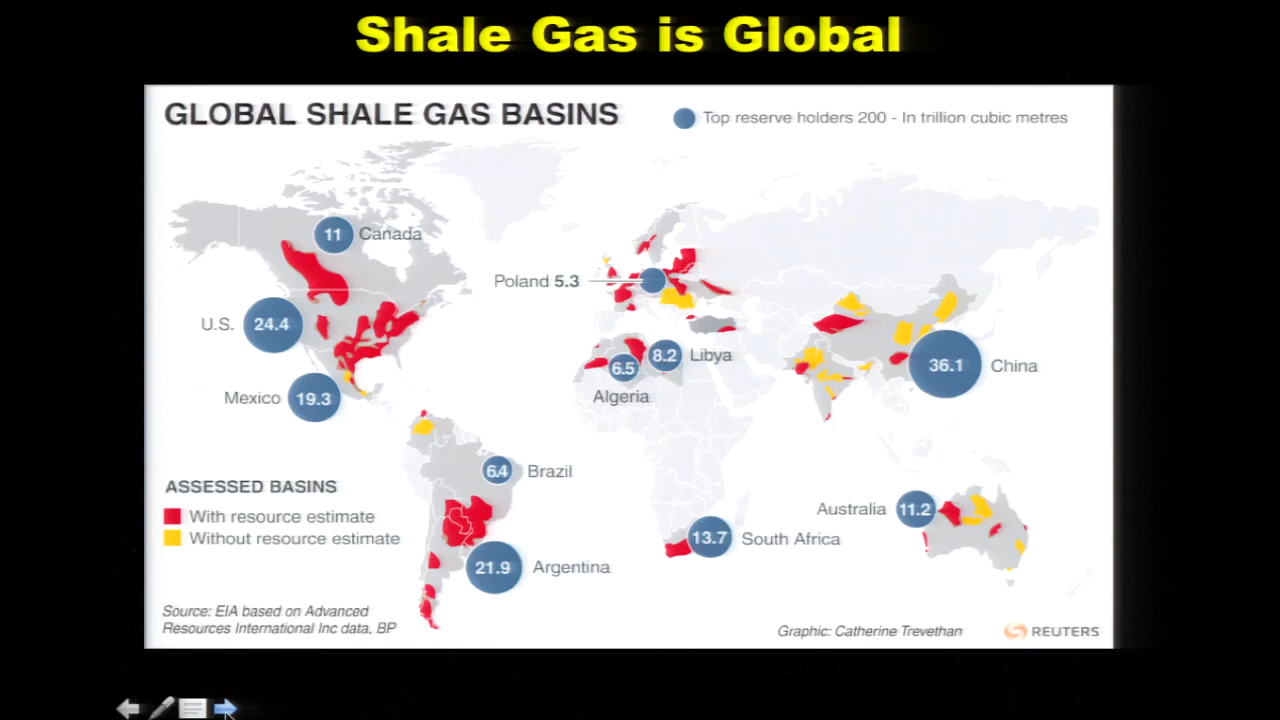 Shale Gas is Global
GLOBAL SHALE GAS BASINS
Top reserve holders 200 - In trillion cubic metres
11 Canada
Poland 5.3
U.S. 24.4
8.2 Libya
6.5
Algeria
36.1 China
Mexico 19.3
6.4 Brazil
ASSESSED BASINS
With resource estimate
Without resource estimate
Australia 11.2
13.7 South Africa
21.9 Argentina
Source: EIA based on Advanced
Resources International Inc data, BP
Graphic: Catherine Trevethan
REUTERS